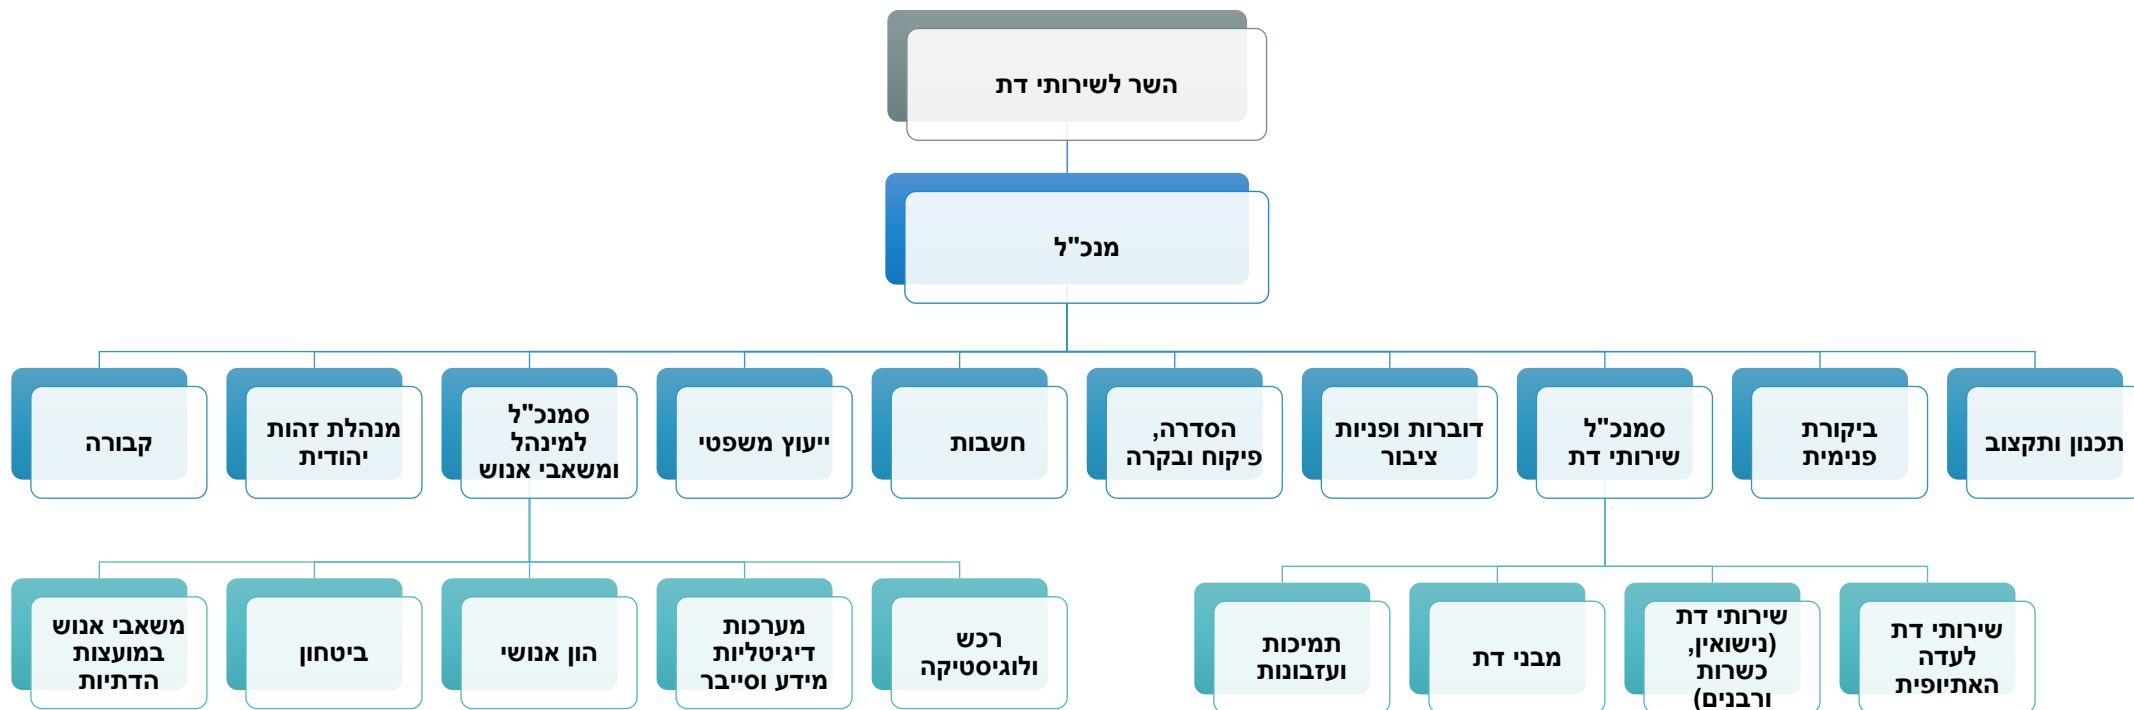 השר לשירותי דת
מנכ"ל
תכנון ותקצוב
ביקורת
פנימית
סמנכ"ל
שירותי דת
דוברות ופניות
ציבור
הסדרה,
פיקוח ובקרה
חשבות
ייעוץ משפטי
סמנכ"ל
למינהל
ומשאבי אנוש
מנהלת זהות
יהודית
קבורה
שירותי דת
לעדה
האתיופית
שירותי דת
(נישואין,
כשרות
ורבנים)
מבני דת
תמיכות
ועזבונות
רכש
ולוגיסטיקה
מערכות
דיגיטליות
מידע וסייבר
הון אנושי
ביטחון
משאבי אנוש
במועצות
הדתיות